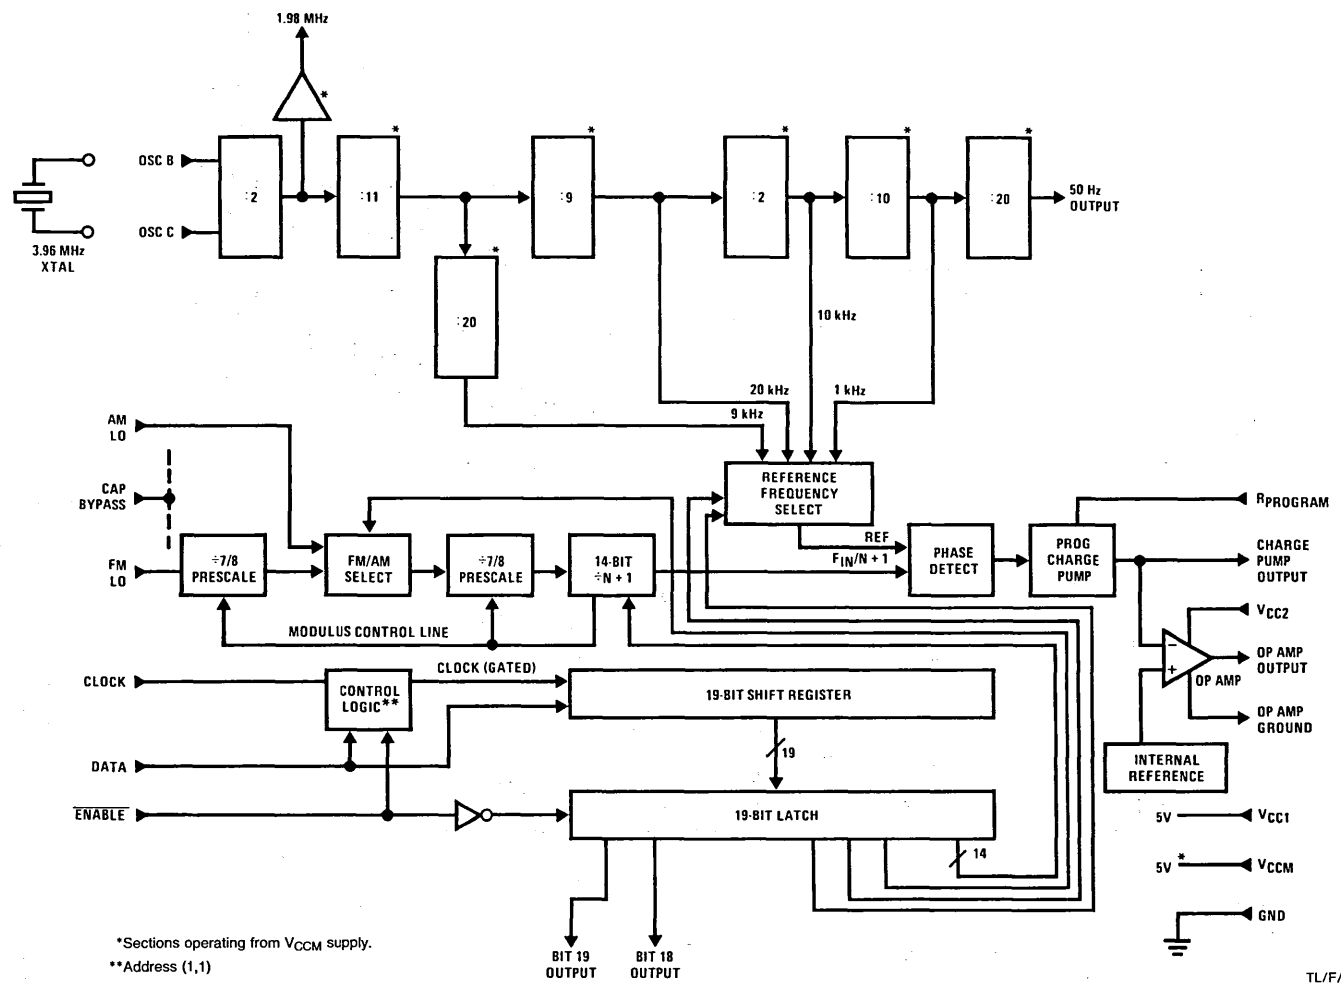 1.98 MHz
*
* * * * *
OSC B
OSC C
:2
:11
:9
:2
:10
:20
50 Hz
OUTPUT
3.96 MHz
XTAL
*
:20
10 kHz
20 kHz
1 kHz
9 kHz
AM
LO
CAP
BYPASS
FM
LO
REFERENCE
FREQUENCY
SELECT
÷7/8
PRESCALE
FM/AM
SELECT
÷7/8
PRESCALE
14-BIT
÷N + 1
REF
FIN/N + 1
PHASE
DETECT
PROG
CHARGE
PUMP
RPROGRAM
CHARGE
PUMP
OUTPUT
VCC2
OP AMP
OUTPUT
− 
+
OP AMP
OP AMP
GROUND
MODULUS CONTROL LINE
CLOCK
CLOCK (GATED)
CONTROL
LOGIC**
19-BIT SHIFT REGISTER
19
DATA
INTERNAL
REFERENCE
ENABLE
19-BIT LATCH
14
5V
VCC1
5V
*
VCCM
GND
BIT 19
OUTPUT
BIT 18
OUTPUT
*Sections operating from VCCM supply.
**Address (1,1)
TL/F/